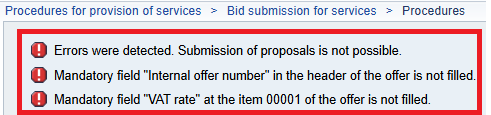 Procedures for provision of services > Bid submission for services > Procedures
Errors were detected. Submission of proposals is not possible.
Mandatory field "Internal offer number" in the header of the offer is not filled.
Mandatory field "VAT rate" at the item 00001 of the offer is not filled.